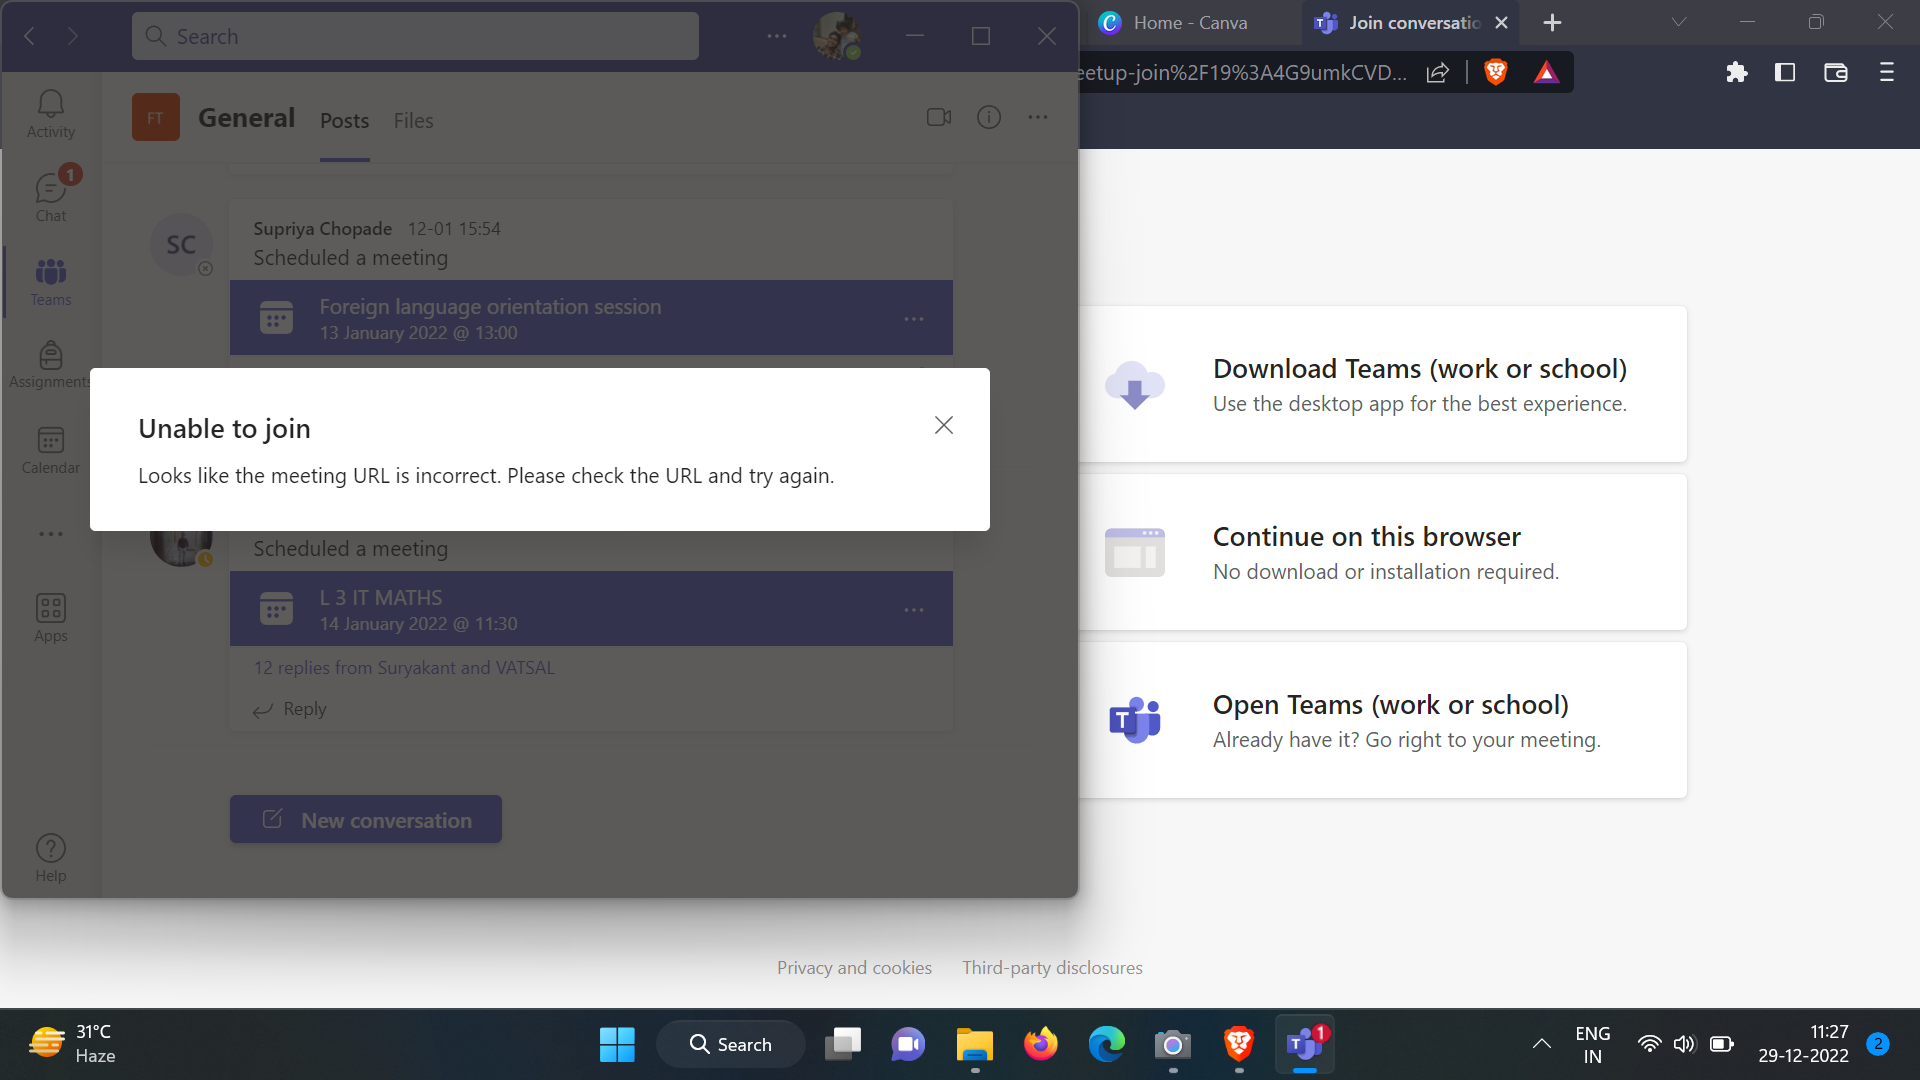 Search
Home - Canva
Join conversatio
eetup-join%2F19%3A4G9umkCVD...
Activity
1
Chat
Teams
Assignments
Calendar
Apps
Help
FT
General
Posts
Files
SC
Supriya Chopade 12-01 15:54
Scheduled a meeting
Foreign language orientation session
13 January 2022 @ 13:00
Unable to join
Looks like the meeting URL is incorrect. Please check the URL and try again.
Scheduled a meeting
L 3 IT MATHS
14 January 2022 @ 11:30
12 replies from Suryakant and VATSAL
Reply
New conversation
Download Teams (work or school)
Use the desktop app for the best experience.
Continue on this browser
No download or installation required.
T
Open Teams (work or school)
Already have it? Go right to your meeting.
Privacy and cookies
Third-party disclosures
31°C
Haze
Search
T
1
ENG
IN
11:27
29-12-2022
2